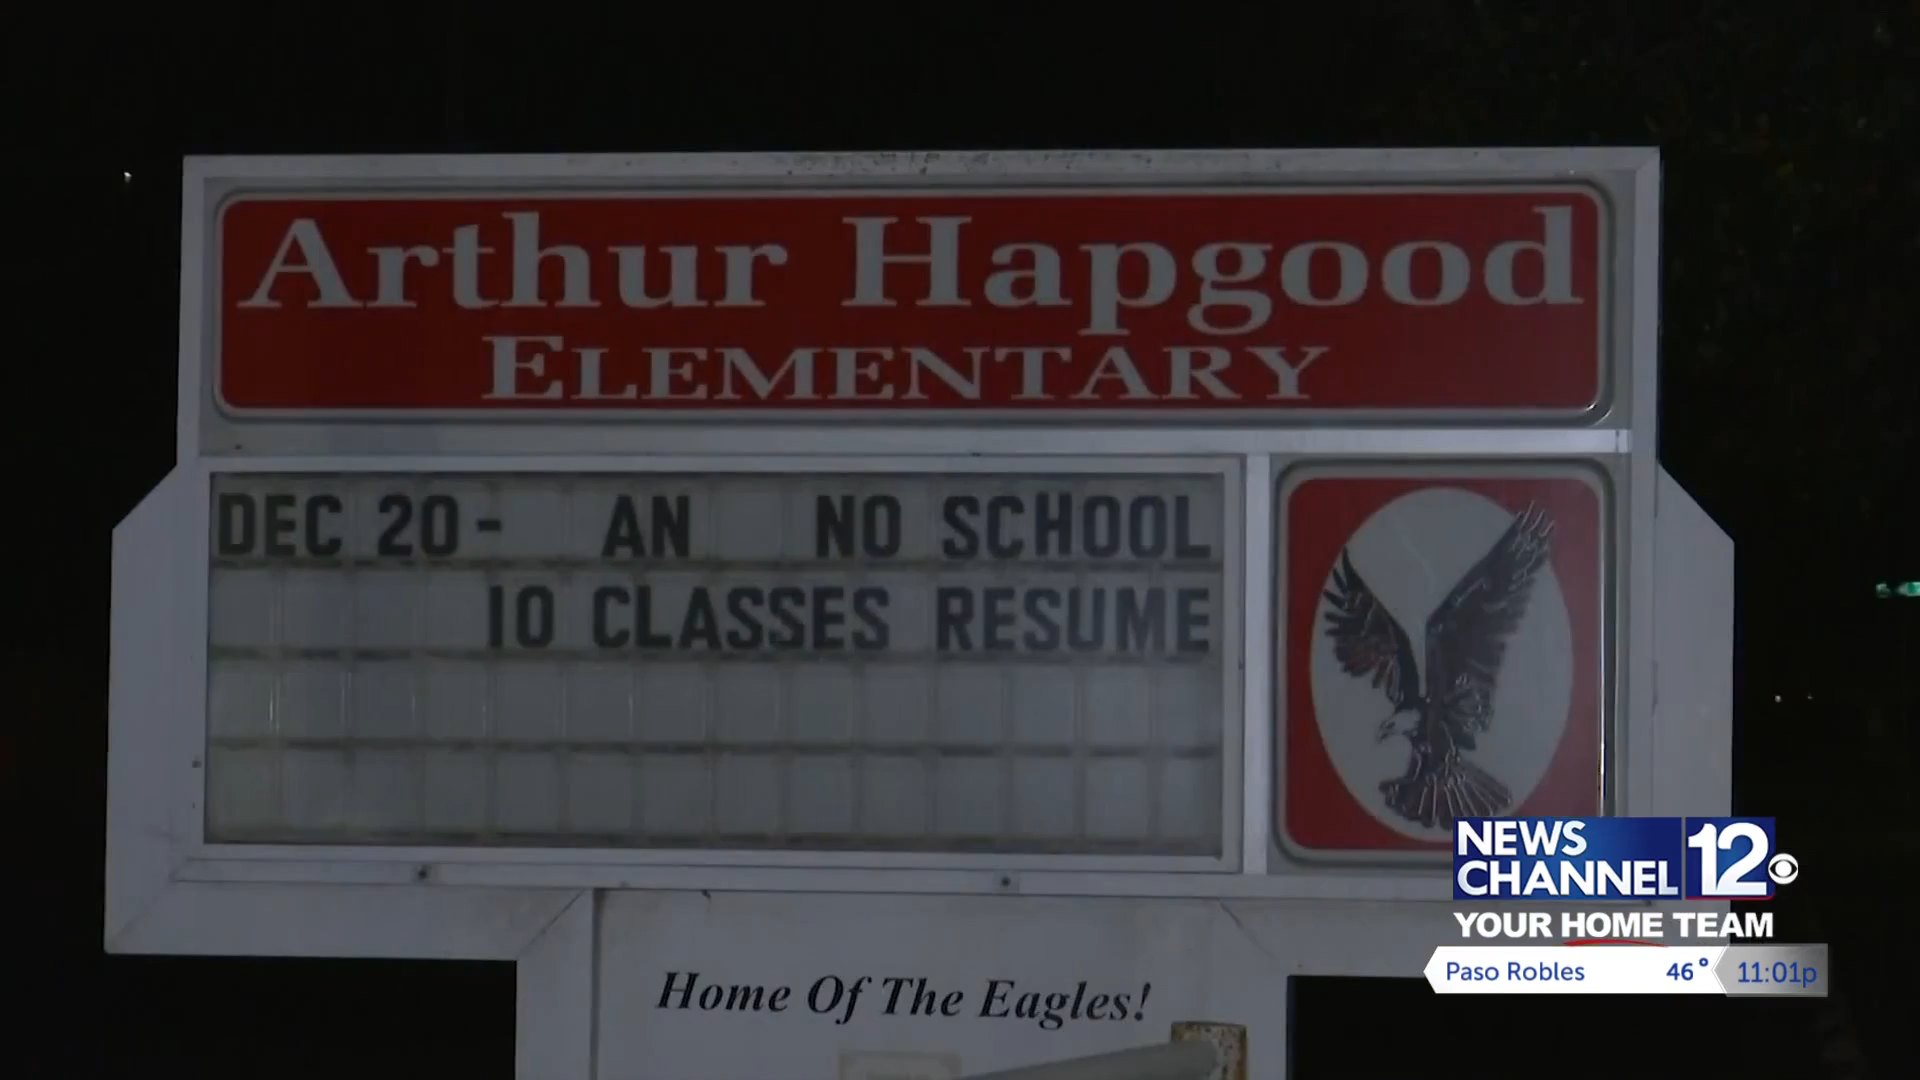 Arthur Hapgood
ELEMENTARY
DEC 20- AN NO SCHOOL
10 CLASSES RESUME
Home Of The Eagles!
NEWS
CHANNEL 12
YOUR HOME TEAM
Paso Robles 46° 11:01p